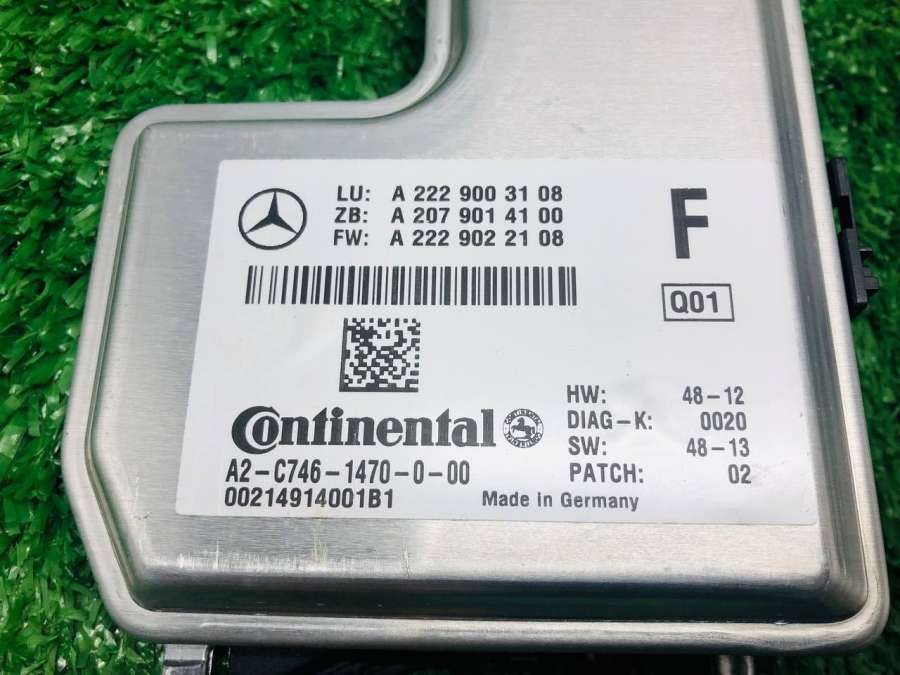 LU: A 222 900 31 08
ZB: A 207 901 41 00
FW: A 222 902 21 08
F
Q01
Continental
A2-C746-1470-0-00
00214914001B1
HW: 48-12
DIAG-K: 0020
SW: 48-13
PATCH: 02
Made in Germany